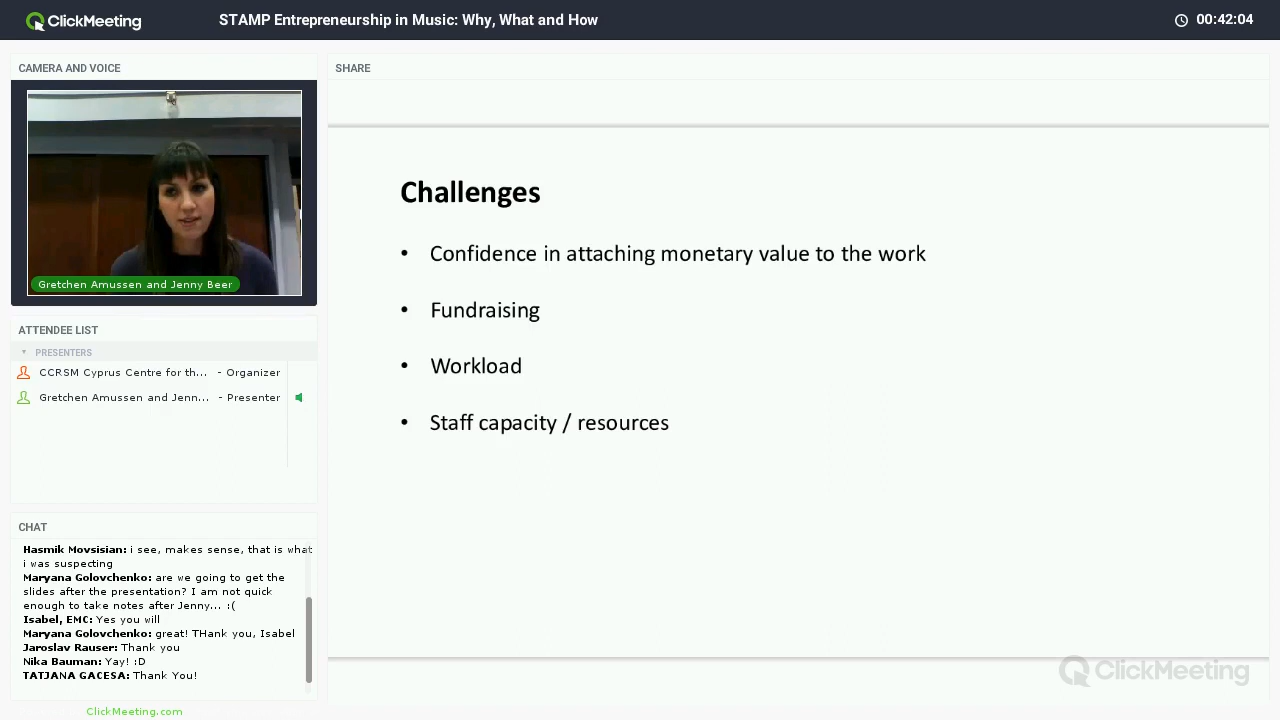 ClickMeeting
STAMP Entrepreneurship in Music: Why, What and How
00:42:04
CAMERA AND VOICE
Gretchen Amussen and Jenny Beer
ATTENDEE LIST
PRESENTERS
CCRSM Cyprus Centre for th... - Organizer
Gretchen Amussen and Jenn... - Presenter
CHAT
Hasmik Movsisian: i see, makes sense, that is what
i was suspecting
Maryana Golovchenko: are we going to get the
slides after the presentation? I am not quick
enough to take notes after Jenny... :(
Isabel, EMC: Yes you will
Maryana Golovchenko: great! THank you, Isabel
Jaroslav Rauser: Thank you
Nika Bauman: Yay! :D
TATJANA GACESA: Thank You!
ClickMeeting.com
SHARE
Challenges
• Confidence in attaching monetary value to the work
• Fundraising
• Workload
• Staff capacity / resources
ClickMeeting